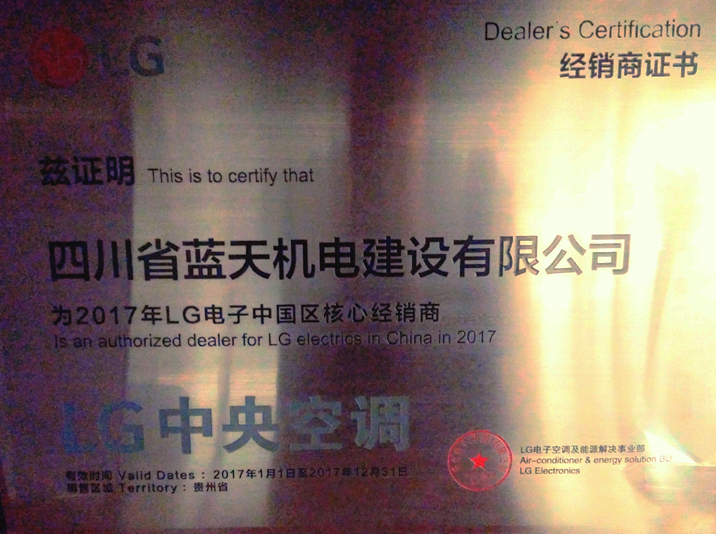 LG
Dealer's Certification
经销商证书
兹证明 This is to certify that
四川省蓝天机电建设有限公司
为2017年LG电子中国区核心经销商
Is an authorized dealer for LG electrics in China in 2017
LG中央空调
有效时间 Valid Dates : 2017年1月1日至2017年12月31日
销售区域 Territory : 贵州省
LG电子空调及能源解决事业部
Air-conditioner & energy solution BU
LG Electronics